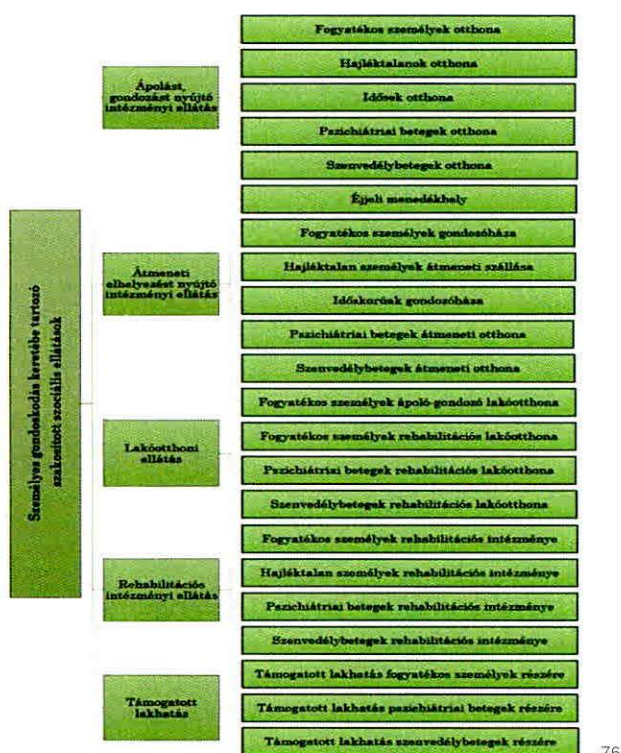 Személyes gondoskodás keretébe tartozó
szakosított szociális ellátások
Ápolást,
gondozást nyújtó
intézményi ellátás
Fogyatékos személyek otthona
Hajléktalanok otthona
Idősek otthona
Pszichiátriai betegek otthona
Szenvedélybetegek otthona
Átmeneti
elhelyezést nyújtó
intézményi ellátás
Éjjeli menedékhely
Fogyatékos személyek gondozóháza
Hajléktalan személyek átmeneti szállása
Időskorúak gondozóháza
Pszichiátriai betegek átmeneti otthona
Szenvedélybetegek átmeneti otthona
Lakóotthoni
ellátás
Fogyatékos személyek ápoló-gondozó lakóotthona
Fogyatékos személyek rehabilitációs lakóotthona
Pszichiátriai betegek rehabilitációs lakóotthona
Szenvedélybetegek rehabilitációs lakóotthona
Rehabilitációs
intézményi ellátás
Fogyatékos személyek rehabilitációs intézménye
Hajléktalan személyek rehabilitációs intézménye
Pszichiátriai betegek rehabilitációs intézménye
Szenvedélybetegek rehabilitációs intézménye
Támogatott
lakhatás
Támogatott lakhatás fogyatékos személyek részére
Támogatott lakhatás pszichiátriai betegek részére
Támogatott lakhatás szenvedélybetegek részére
76